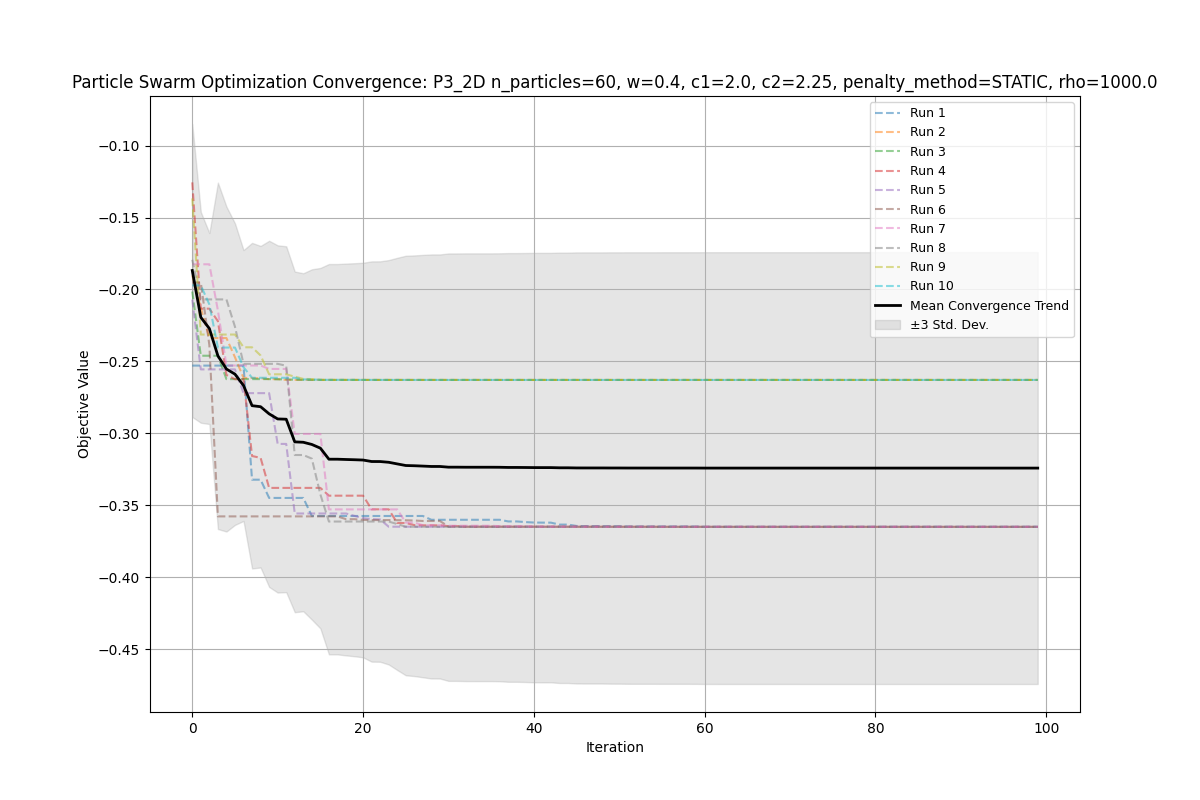 Particle Swarm Optimization Convergence: P3_2D n_particles=60, w=0.4, c1=2.0, c2=2.25, penalty_method=STATIC, rho=1000.0
Run 1
Run 2
Run 3
Run 4
Run 5
Run 6
Run 7
Run 8
Run 9
Run 10
Mean Convergence Trend
±3 Std. Dev.
Objective Value
−0.10
−0.15
−0.20
−0.25
−0.30
−0.35
−0.40
−0.45
0 20 40 60 80 100
Iteration